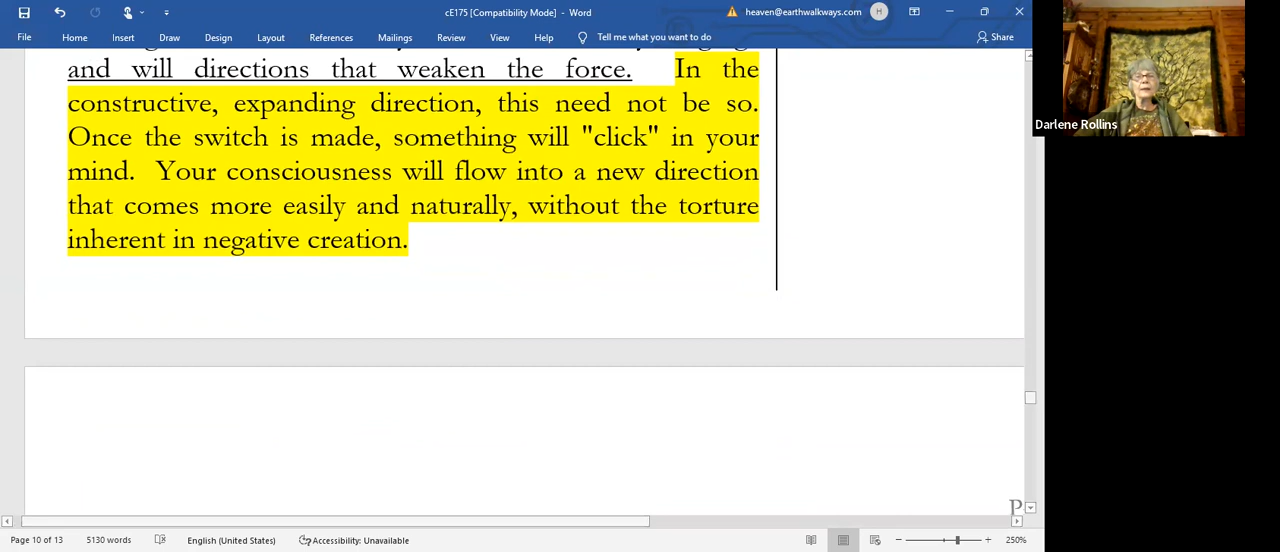 cE175 [Compatibility Mode] - Word
heaven@earthwalkways.com
H
File
Home
Insert
Draw
Design
Layout
References
Mailings
Review
View
Help
Tell me what you want to do
Share
and will directions that weaken the force. In the
constructive, expanding direction, this need not be so.
Once the switch is made, something will "click" in your
mind. Your consciousness will flow into a new direction
that comes more easily and naturally, without the torture
inherent in negative creation.
Darlene Rollins
P
Page 10 of 13
5130 words
English (United States)
Accessibility: Unavailable
250%